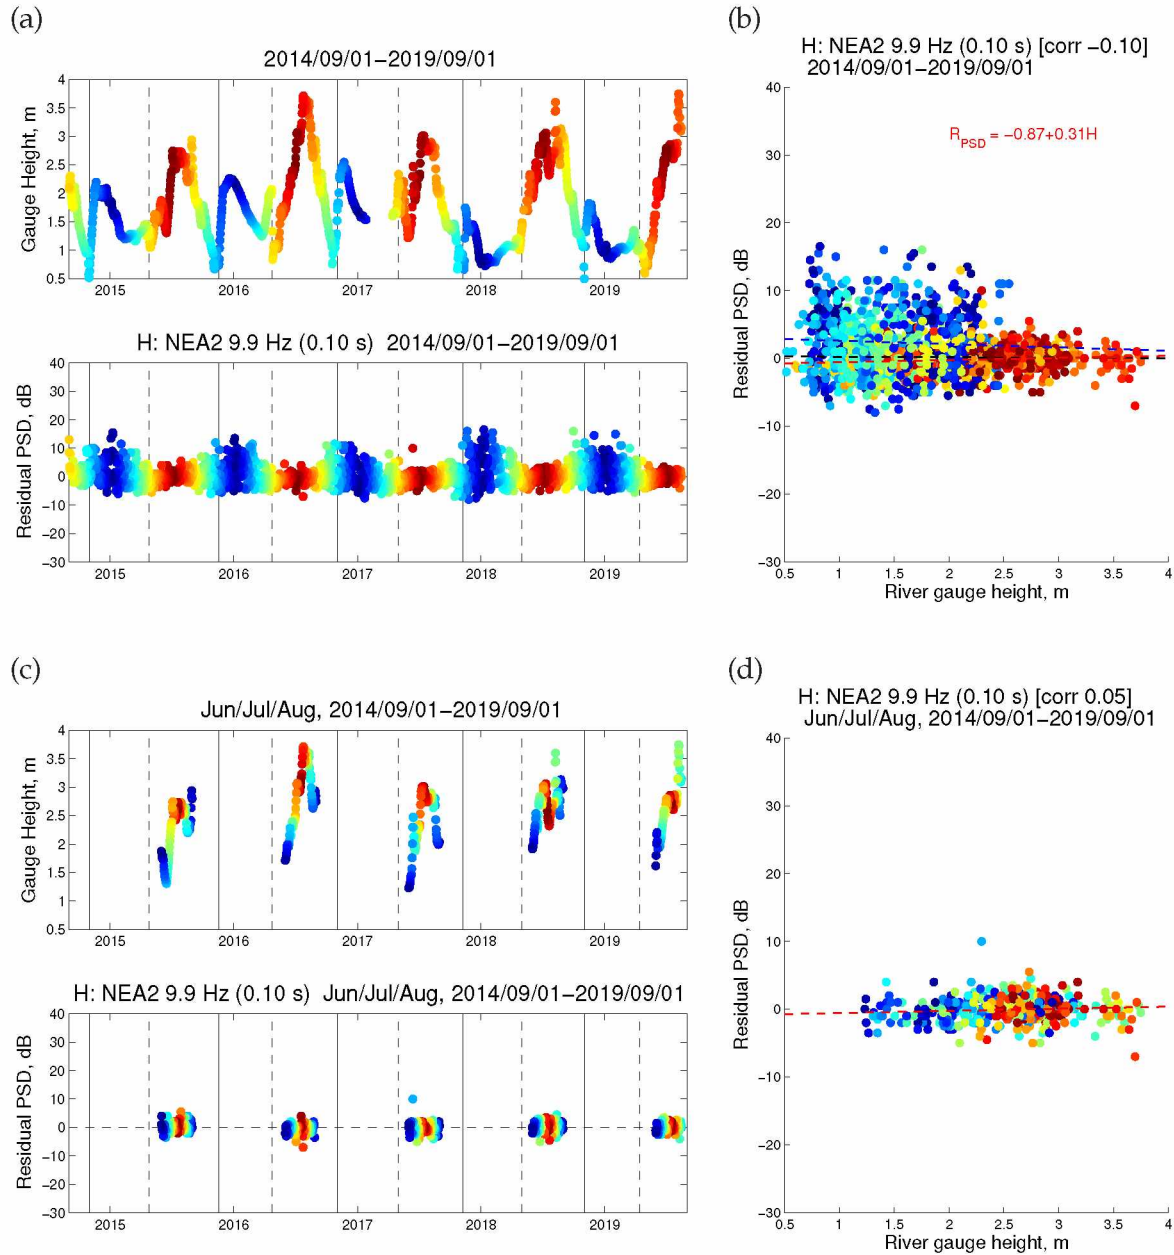 (a)
2014/09/01−2019/09/01
Gauge Height, m
4
3.5
3
2.5
2
1.5
1
0.5
2015 2016 2017 2018 2019
H: NEA2 9.9 Hz (0.10 s) 2014/09/01−2019/09/01
Residual PSD, dB
40
30
20
10
0
−10
−20
−30
2015 2016 2017 2018 2019
(b)
H: NEA2 9.9 Hz (0.10 s) [corr −0.10]
2014/09/01−2019/09/01
R_PSD = −0.87+0.31H
Residual PSD, dB
40
30
20
10
0
−10
−20
−30
0.5 1 1.5 2 2.5 3 3.5 4
River gauge height, m
(c)
Jun/Jul/Aug, 2014/09/01−2019/09/01
Gauge Height, m
4
3.5
3
2.5
2
1.5
1
0.5
2015 2016 2017 2018 2019
H: NEA2 9.9 Hz (0.10 s) Jun/Jul/Aug, 2014/09/01−2019/09/01
Residual PSD, dB
40
30
20
10
0
−10
−20
−30
2015 2016 2017 2018 2019
(d)
H: NEA2 9.9 Hz (0.10 s) [corr 0.05]
Jun/Jul/Aug, 2014/09/01−2019/09/01
Residual PSD, dB
40
30
20
10
0
−10
−20
−30
0.5 1 1.5 2 2.5 3 3.5 4
River gauge height, m